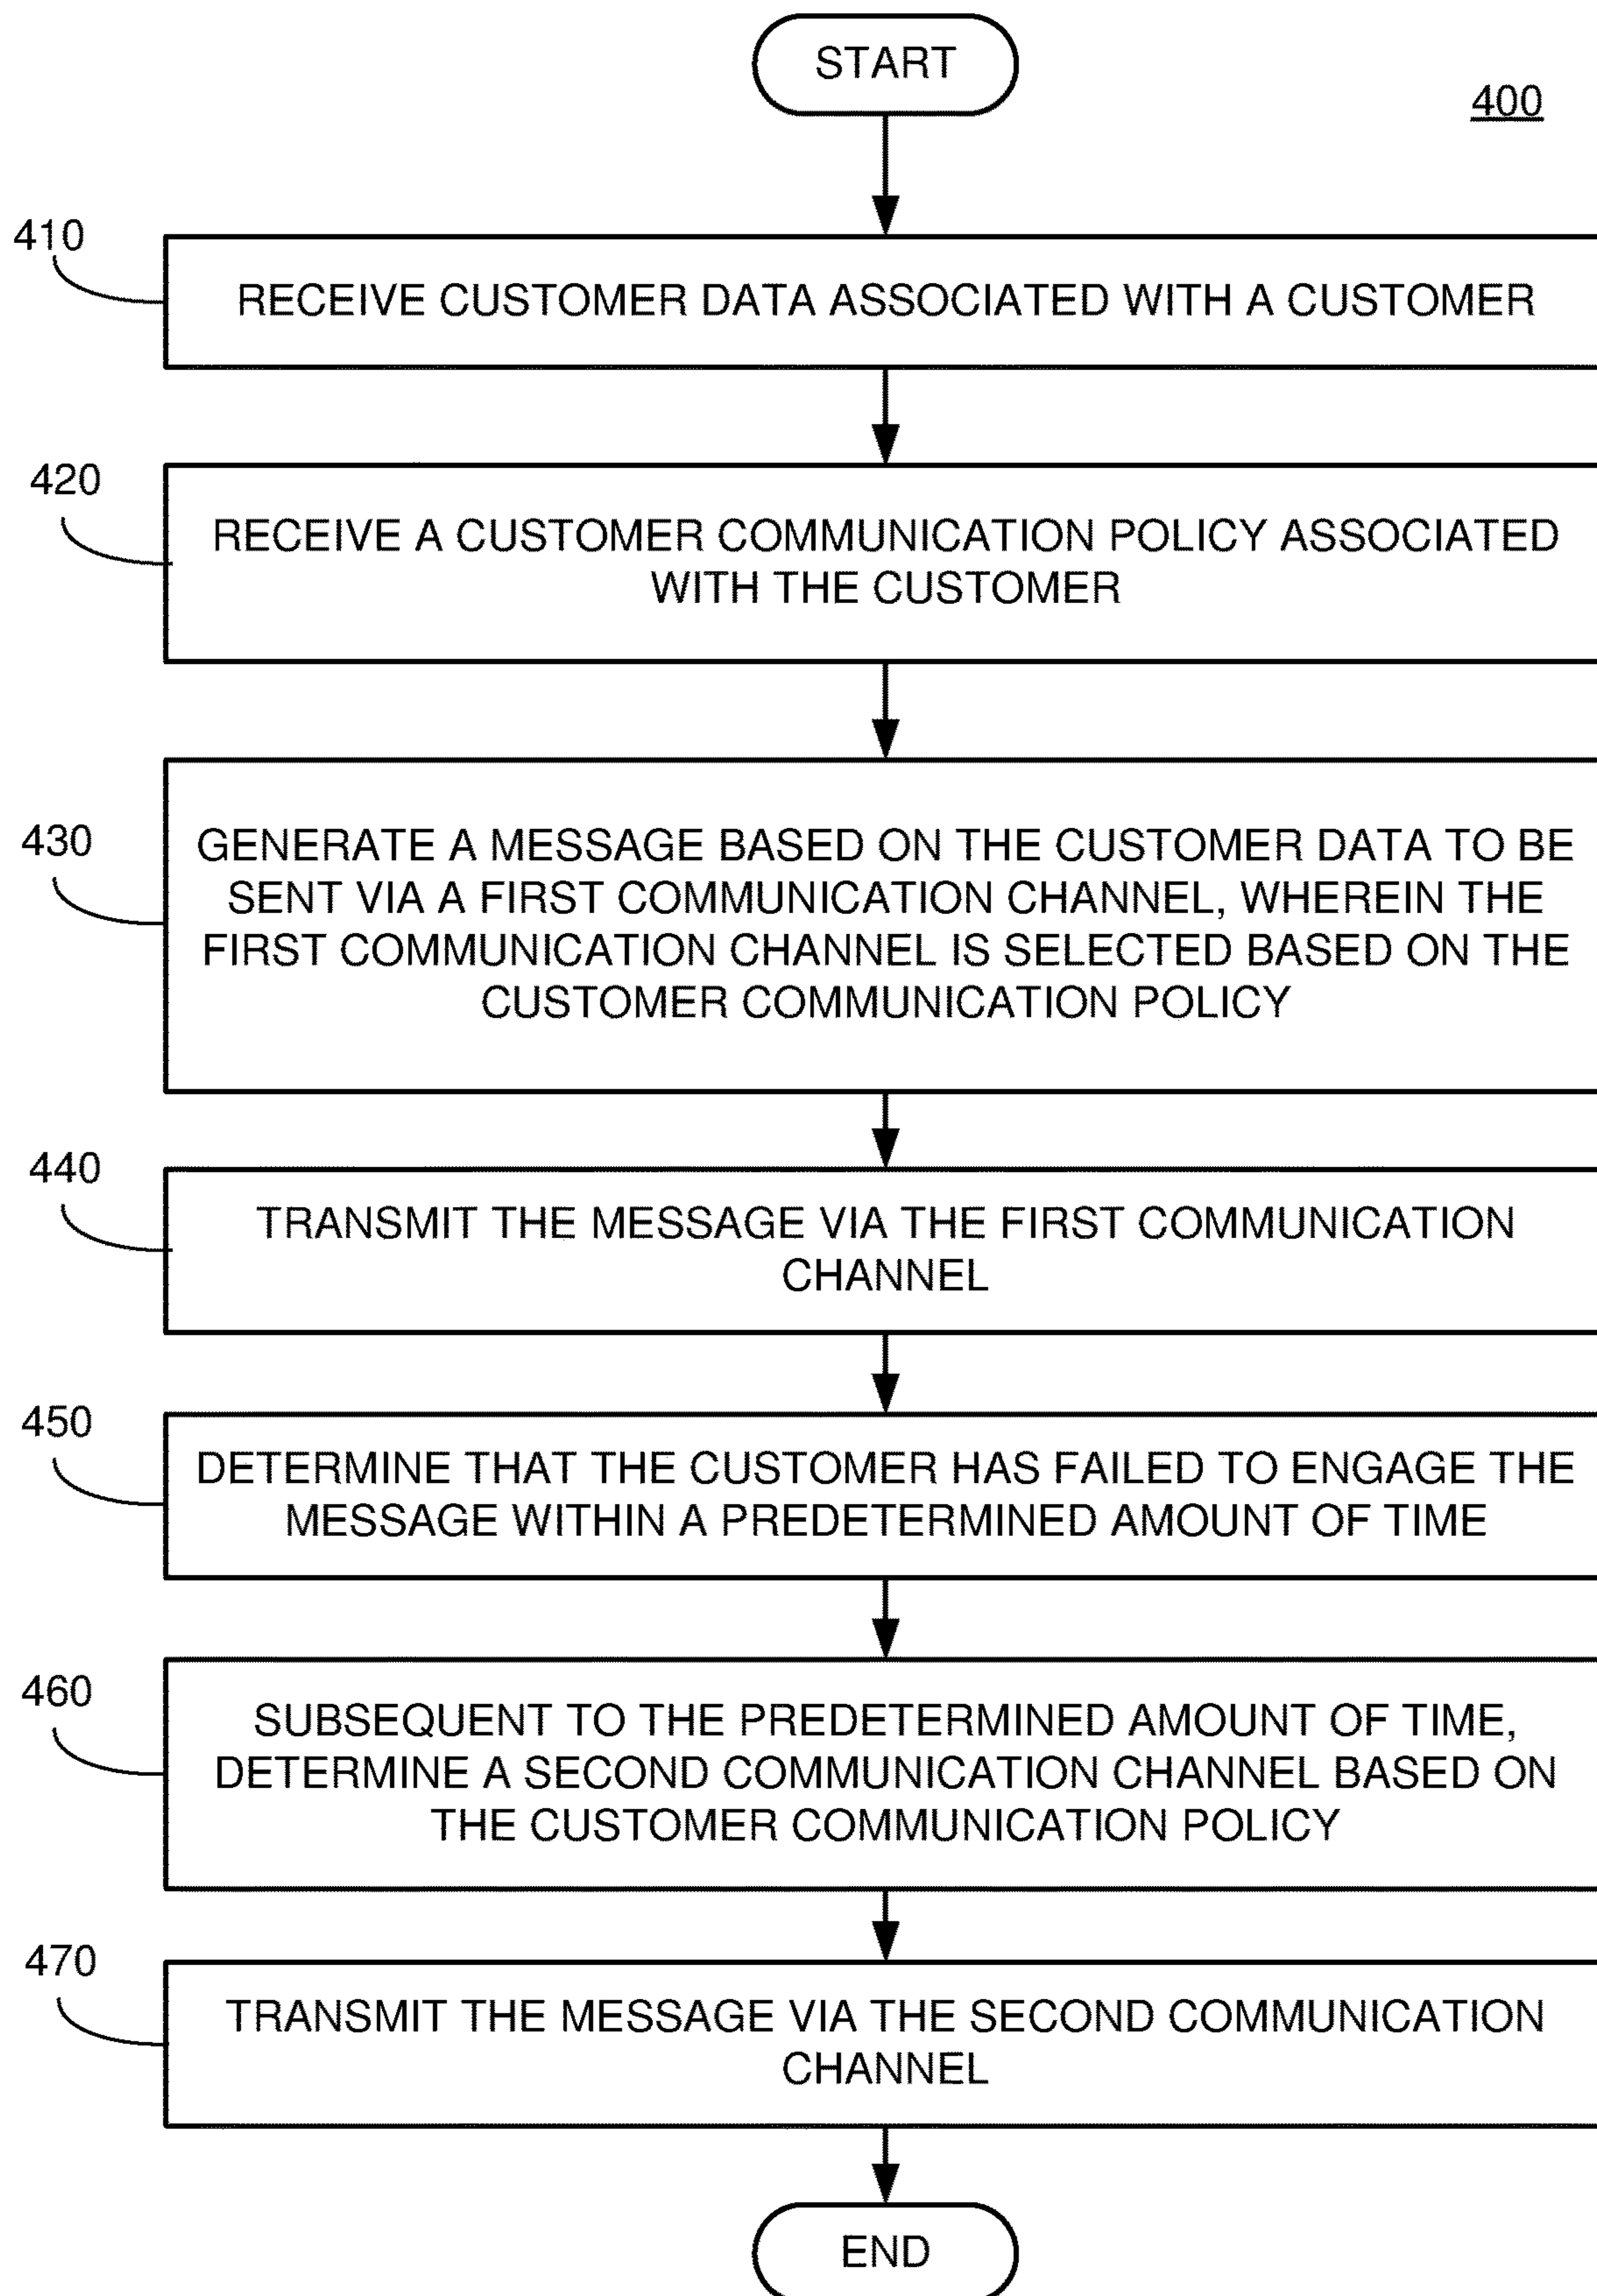 START
400
410
RECEIVE CUSTOMER DATA ASSOCIATED WITH A CUSTOMER
420
RECEIVE A CUSTOMER COMMUNICATION POLICY ASSOCIATED
WITH THE CUSTOMER
430
GENERATE A MESSAGE BASED ON THE CUSTOMER DATA TO BE
SENT VIA A FIRST COMMUNICATION CHANNEL, WHEREIN THE
FIRST COMMUNICATION CHANNEL IS SELECTED BASED ON THE
CUSTOMER COMMUNICATION POLICY
440
TRANSMIT THE MESSAGE VIA THE FIRST COMMUNICATION
CHANNEL
450
DETERMINE THAT THE CUSTOMER HAS FAILED TO ENGAGE THE
MESSAGE WITHIN A PREDETERMINED AMOUNT OF TIME
460
SUBSEQUENT TO THE PREDETERMINED AMOUNT OF TIME,
DETERMINE A SECOND COMMUNICATION CHANNEL BASED ON
THE CUSTOMER COMMUNICATION POLICY
470
TRANSMIT THE MESSAGE VIA THE SECOND COMMUNICATION
CHANNEL
END